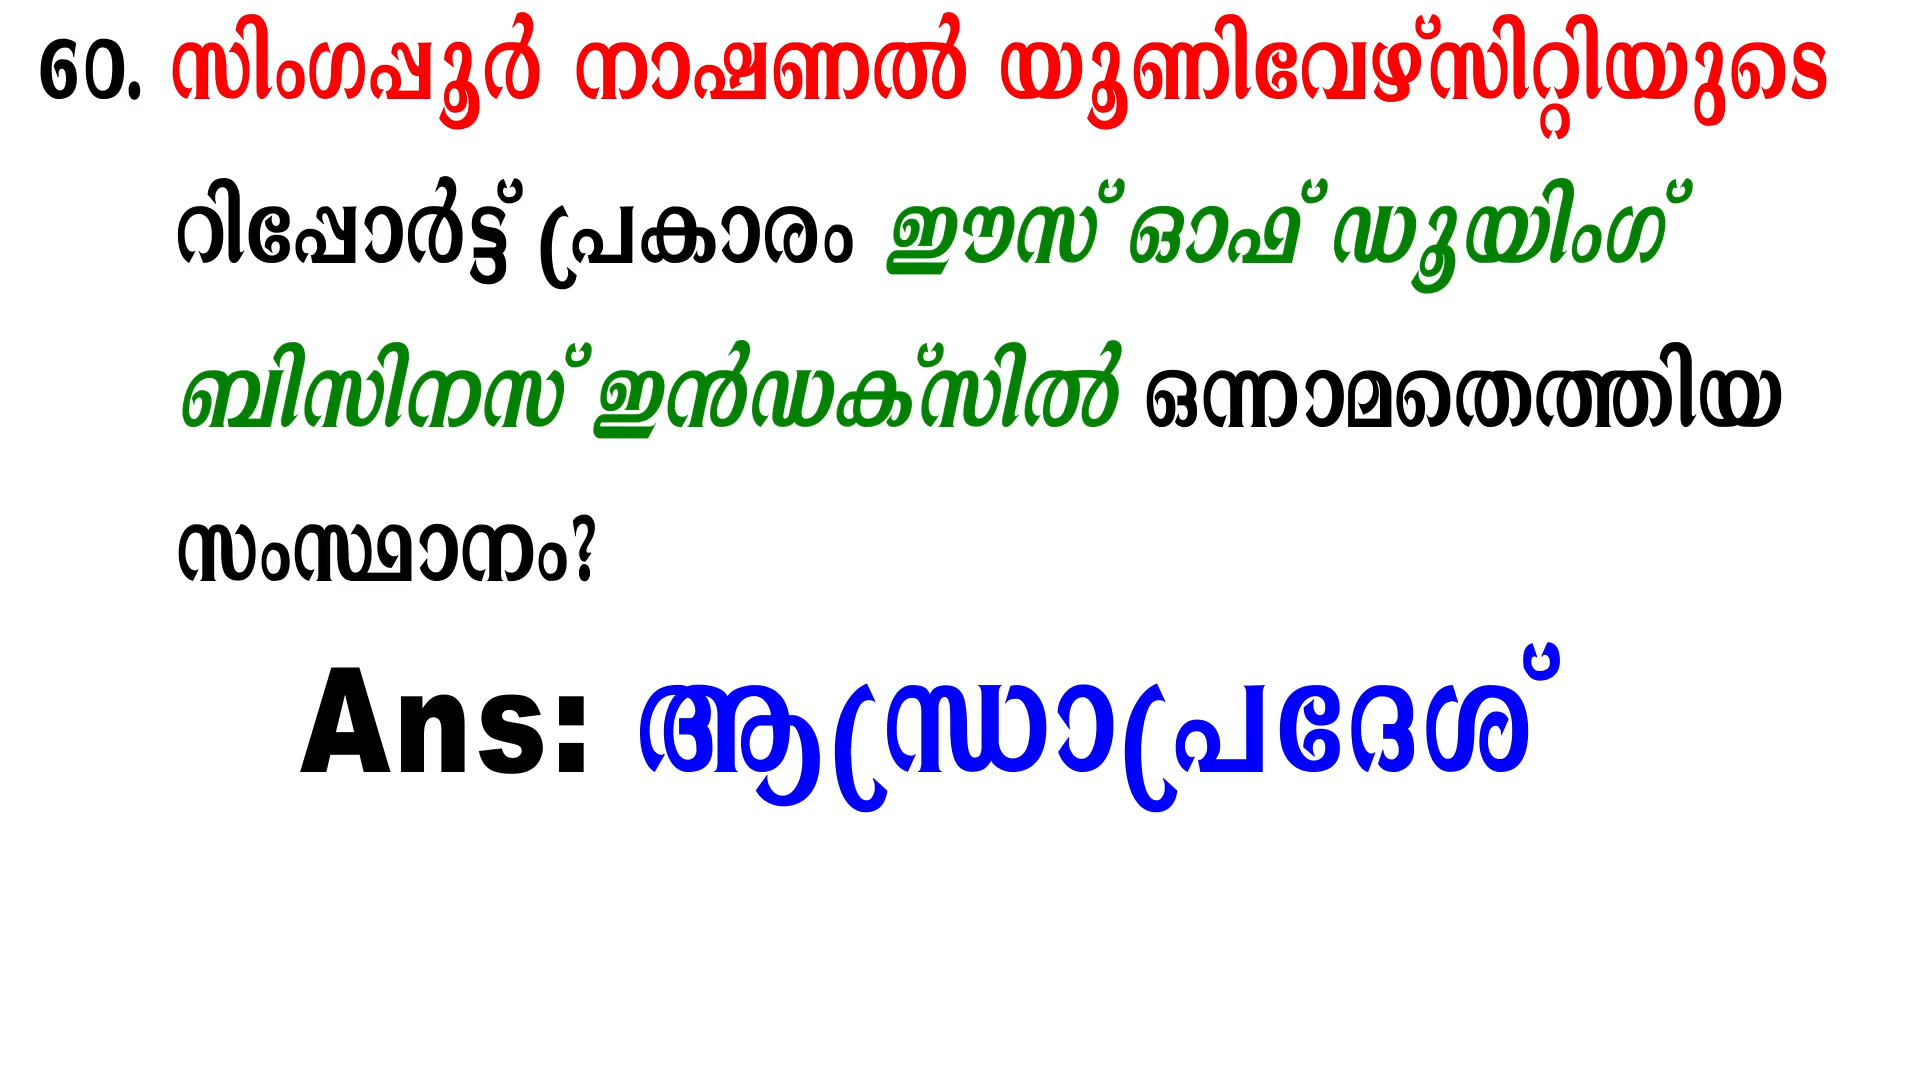 60. സിംഗപ്പൂർ നാഷണൽ യൂണിവേഴ്സിറ്റിയുടെ
റിപ്പോർട്ട് പ്രകാരം ഈസ് ഓഫ് ഡൂയിംഗ്
ബിസിനസ് ഇൻഡക്സിൽ ഒന്നാമതെത്തിയ
സംസ്ഥാനം?
Ans: ആന്ധ്രാപ്രദേശ്